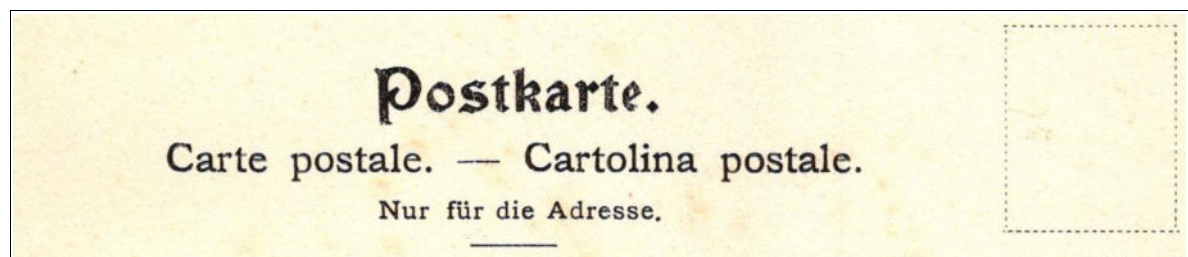 Postkarte.
Carte postale. — Cartolina postale.
Nur für die Adresse.